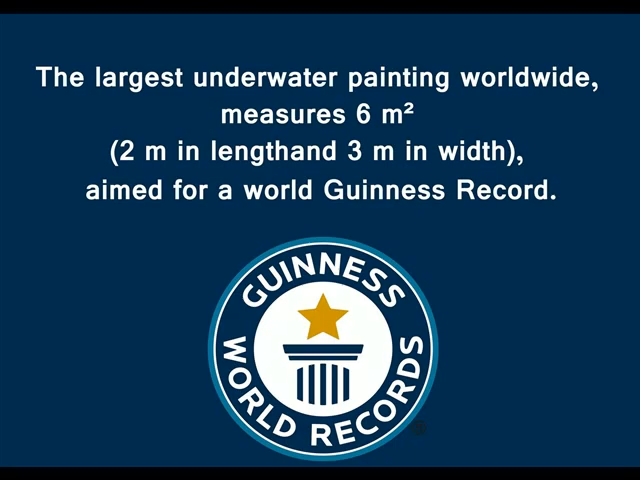 The largest underwater painting worldwide,
measures 6 m²
(2 m in lengthand 3 m in width),
aimed for a world Guinness Record.
GUINNESS
WORLD RECORDS
®